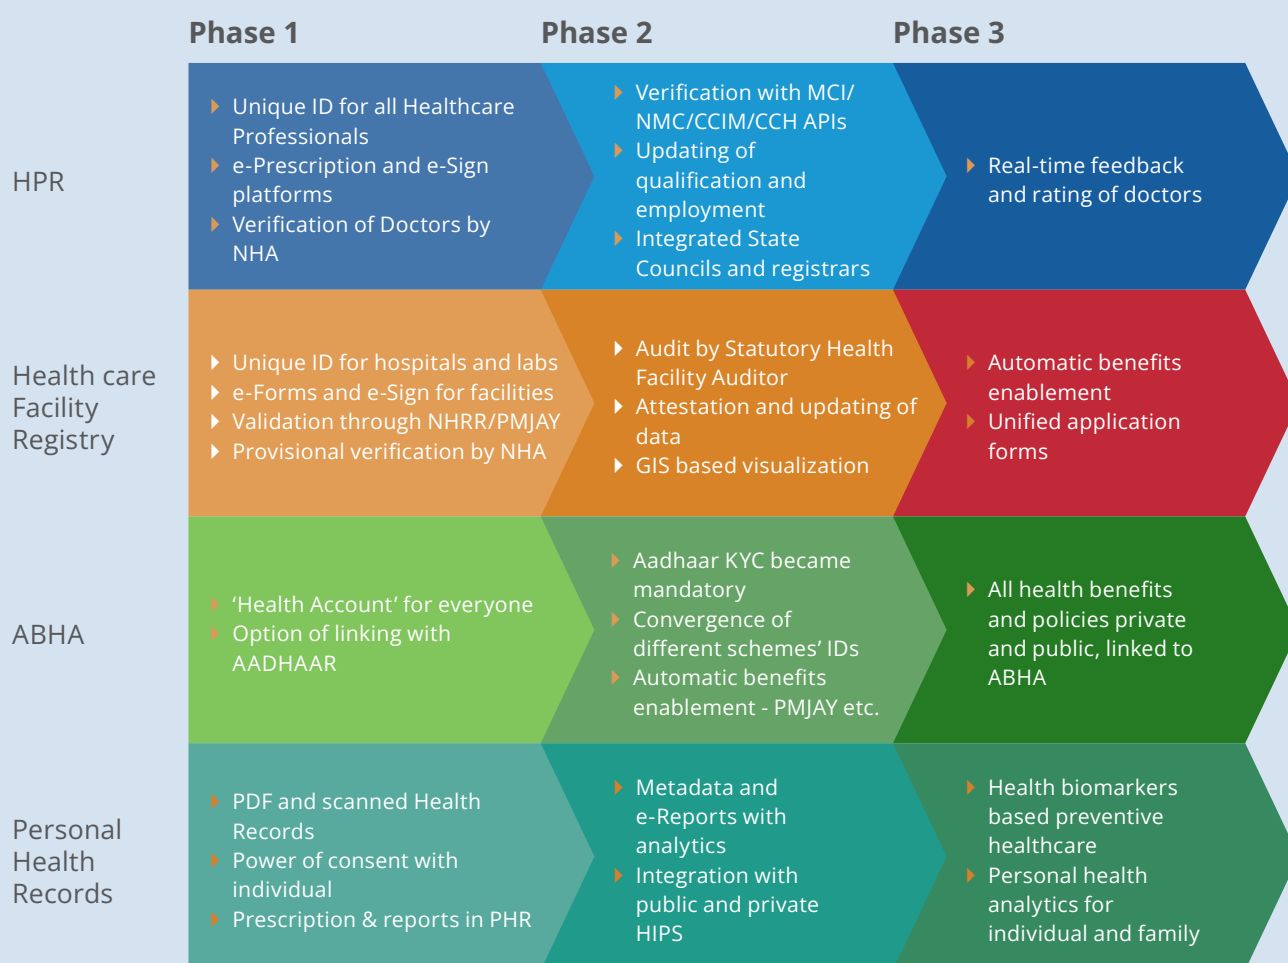 Phase 1
Phase 2
Phase 3
HPR
Unique ID for all Healthcare
Professionals
e-Prescription and e-Sign
platforms
Verification of Doctors by
NHA
Verification with MCI/
NMC/CCIM/CCH APIs
Updating of
qualification and
employment
Integrated State
Councils and registrars
Real-time feedback
and rating of doctors
Health care
Facility
Registry
Unique ID for hospitals and labs
e-Forms and e-Sign for facilities
Validation through NHRR/PMJAY
Provisional verification by NHA
Audit by Statutory Health
Facility Auditor
Attestation and updating of
data
GIS based visualization
Automatic benefits
enablement
Unified application
forms
ABHA
‘Health Account’ for everyone
Option of linking with
AADHAAR
Aadhaar KYC became
mandatory
Convergence of
different schemes’ IDs
Automatic benefits
enablement - PMJAY etc.
All health benefits
and policies private
and public, linked to
ABHA
Personal
Health
Records
PDF and scanned Health
Records
Power of consent with
individual
Prescription & reports in PHR
Metadata and
e-Reports with
analytics
Integration with
public and private
HIPS
Health biomarkers
based preventive
healthcare
Personal health
analytics for
individual and family